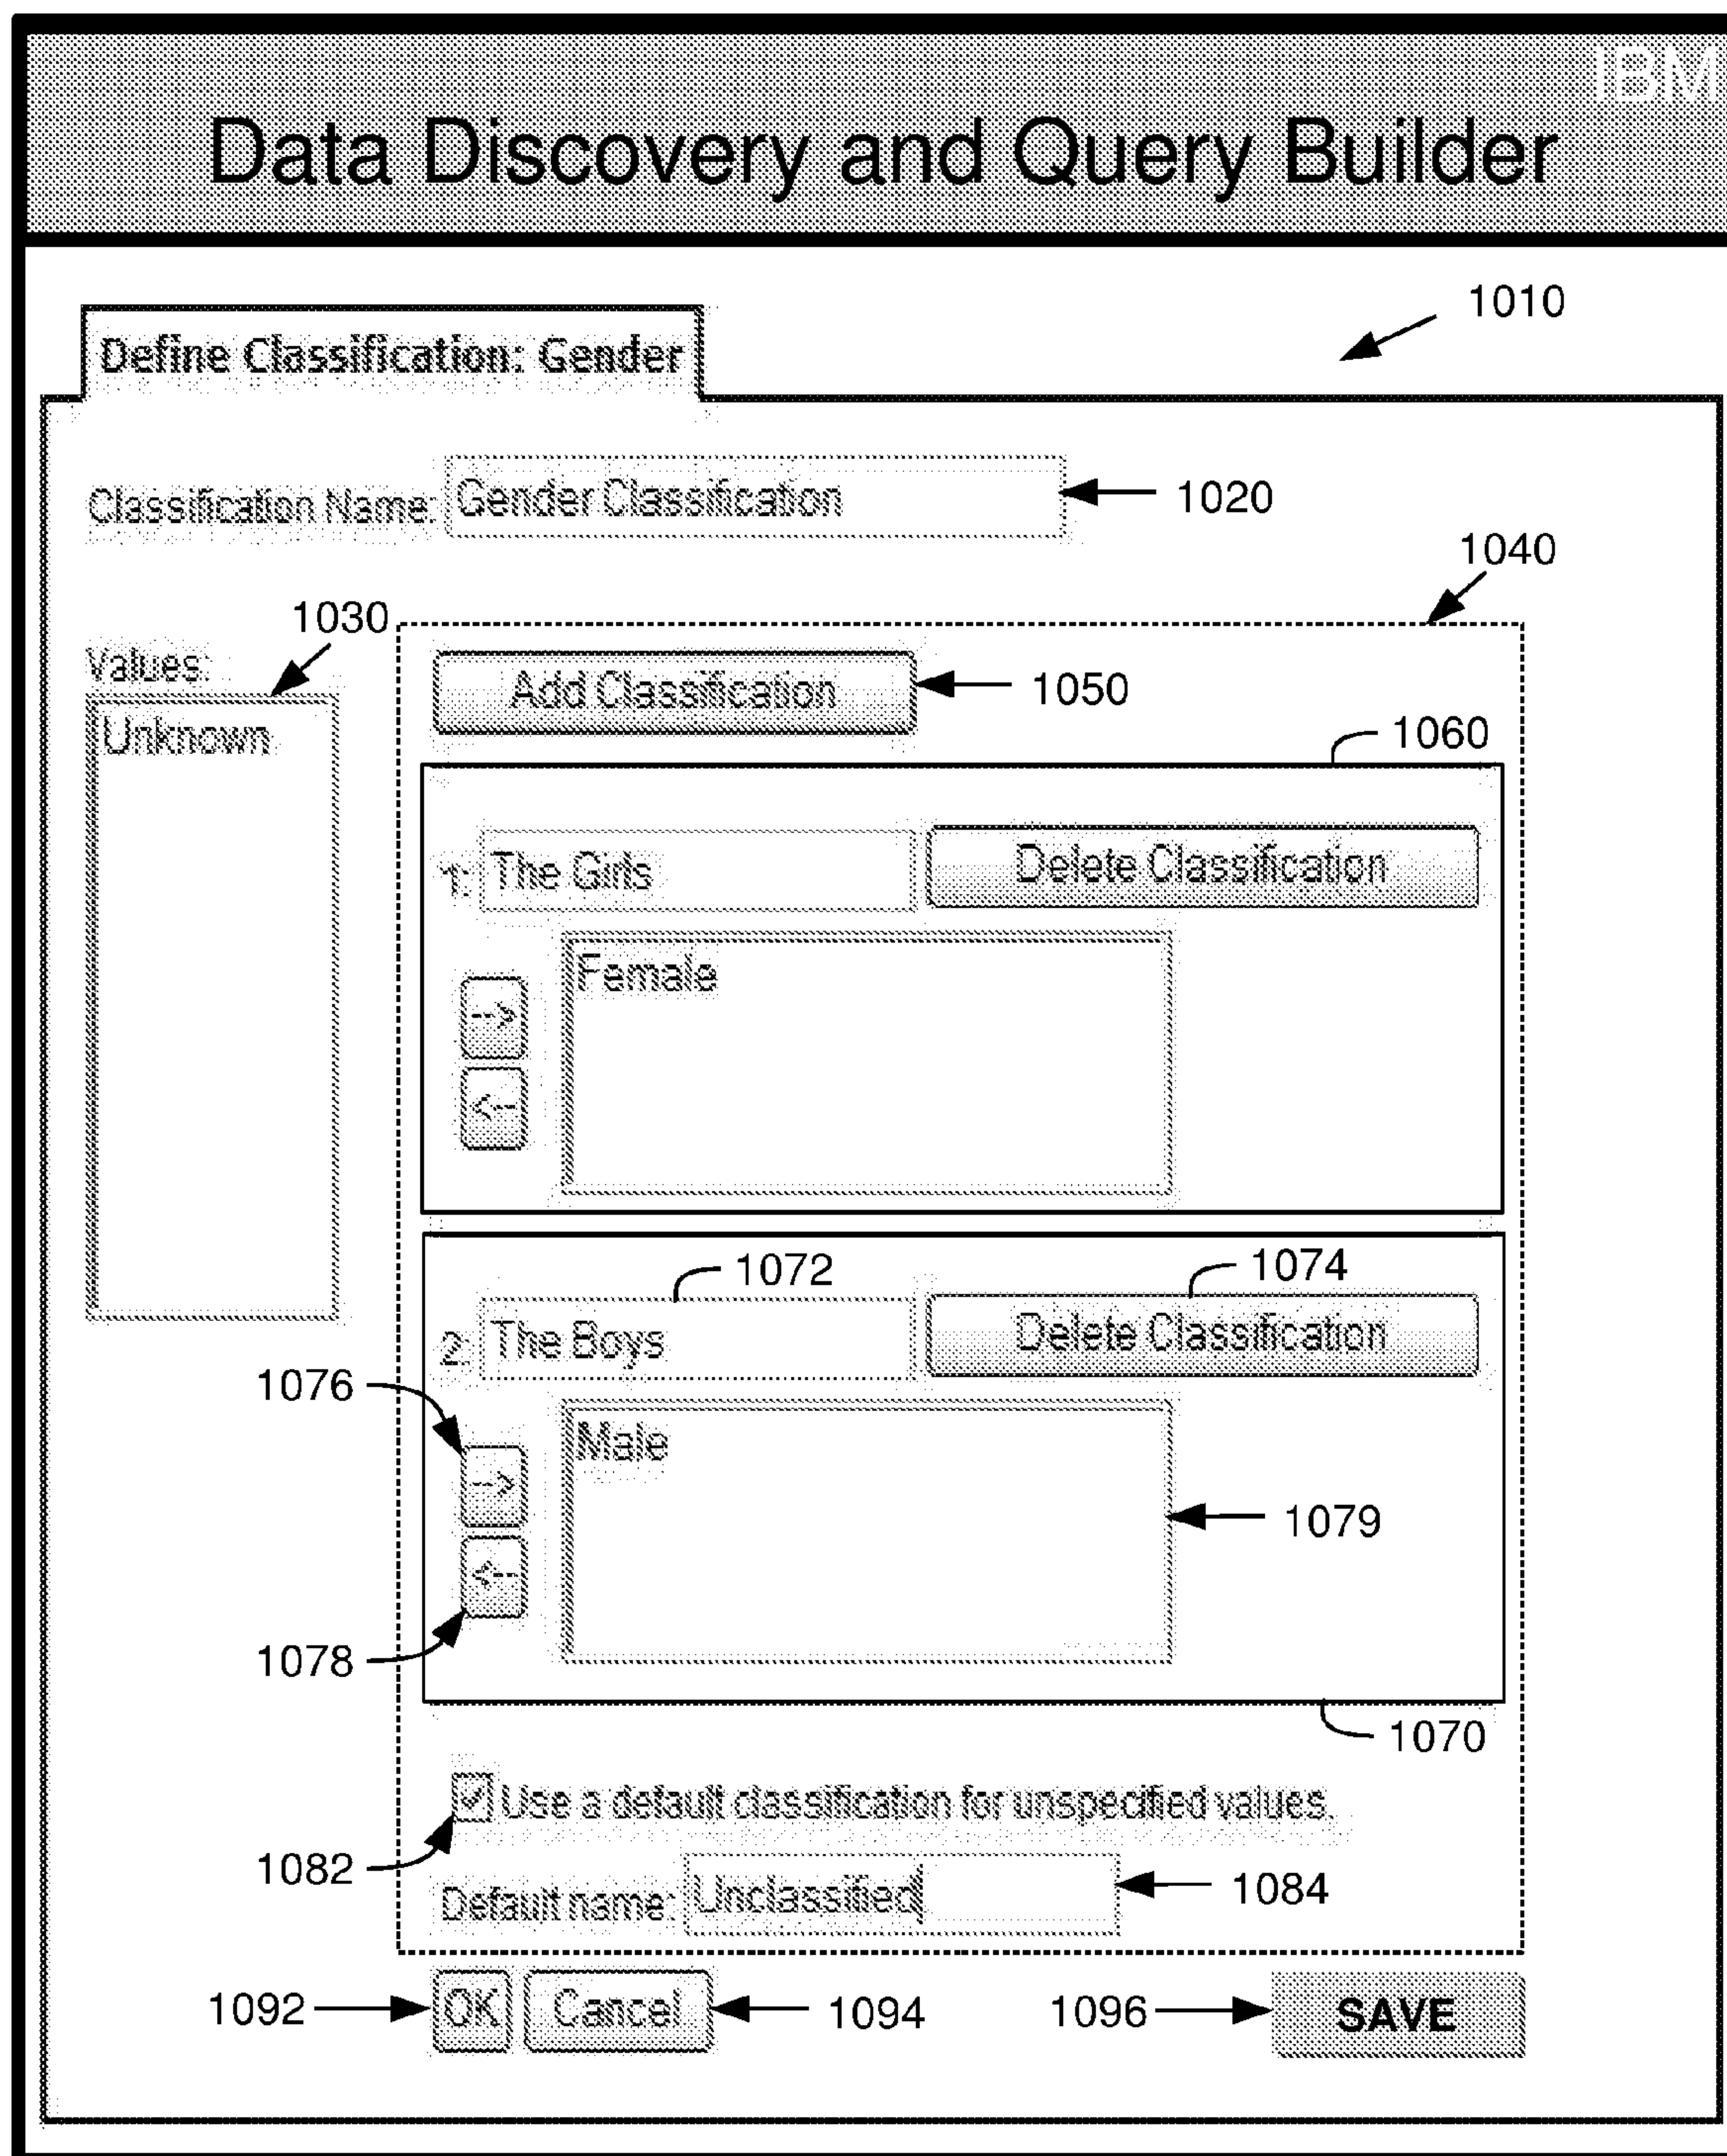 IBM
Data Discovery and Query Builder
1010
Define Classification: Gender
Classification Name: Gender Classification
1020
1040
1030
Values:
Add Classification
1050
Unknown
1060
1: The Girls
Delete Classification
Female
-->
<--
1072
1074
2: The Boys
Delete Classification
1076
Male
-->
1079
<--
1078
1070
Use a default classification for unspecified values.
1082
Default name: Unclassified
1084
1092
OK
Cancel
1094
1096
SAVE